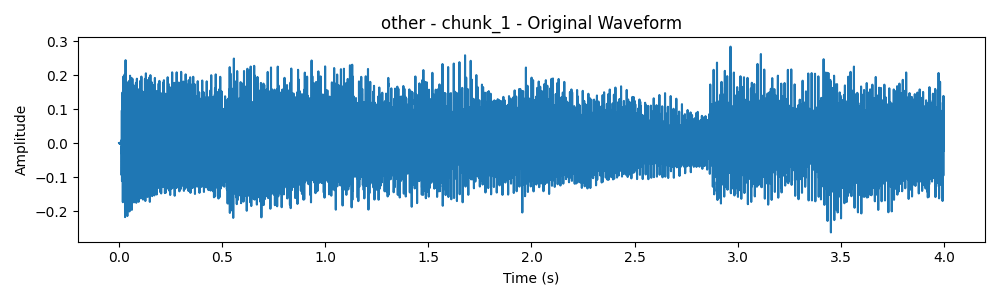 other - chunk_1 - Original Waveform
Amplitude
0.3
0.2
0.1
0.0
−0.1
−0.2
0.0 0.5 1.0 1.5 2.0 2.5 3.0 3.5 4.0
Time (s)